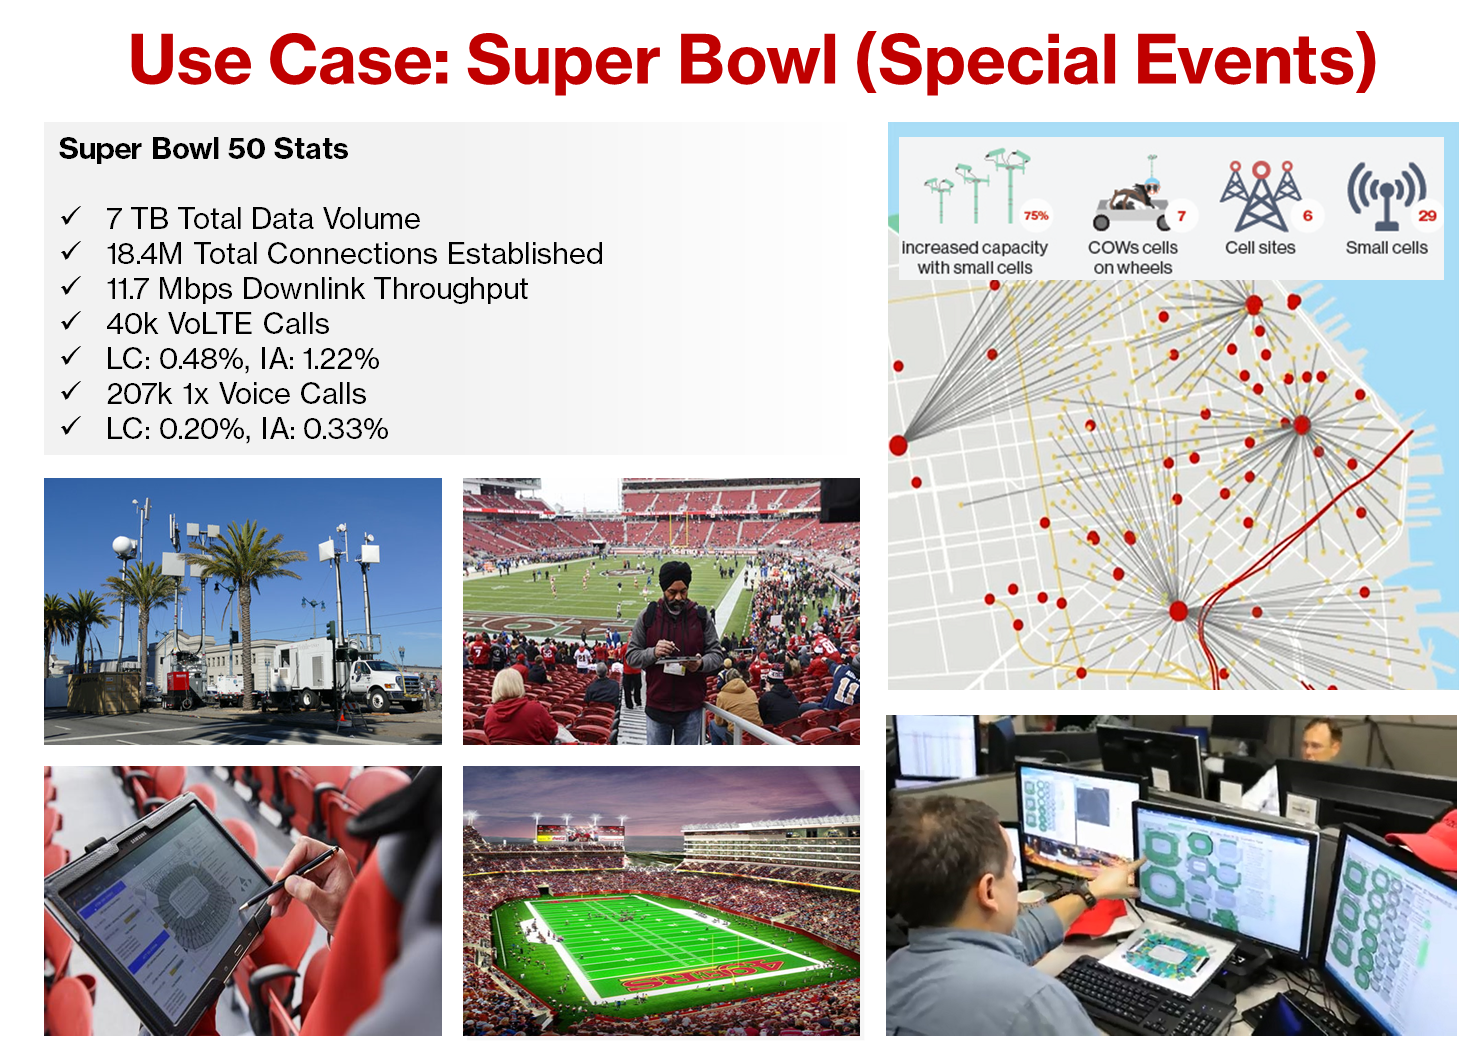 Use Case: Super Bowl (Special Events)
Super Bowl 50 Stats
✓ 7 TB Total Data Volume
✓ 18.4M Total Connections Established
✓ 11.7 Mbps Downlink Throughput
✓ 40k VoLTE Calls
✓ LC: 0.48%, IA: 1.22%
✓ 207k 1x Voice Calls
✓ LC: 0.20%, IA: 0.33%
75%
increased capacity
with small cells
7
COWs cells
on wheels
6
Cell sites
29
Small cells
SAMSUNG
49ERS